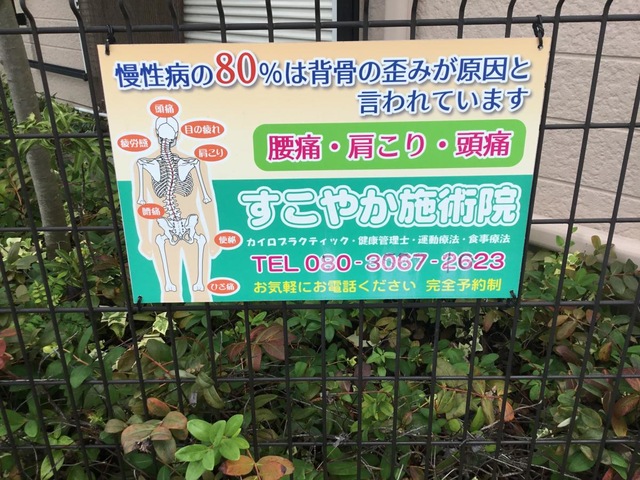 慢性病の80%は背骨の歪みが原因と
言われています
頭痛
目の疲れ
疲労感
肩こり
腰痛
便秘
ひざ痛
腰痛・肩こり・頭痛
すこやか施術院
カイロプラクティック・健康管理士・運動療法・食事療法
TEL 080-3067-2623
お気軽にお電話ください 完全予約制